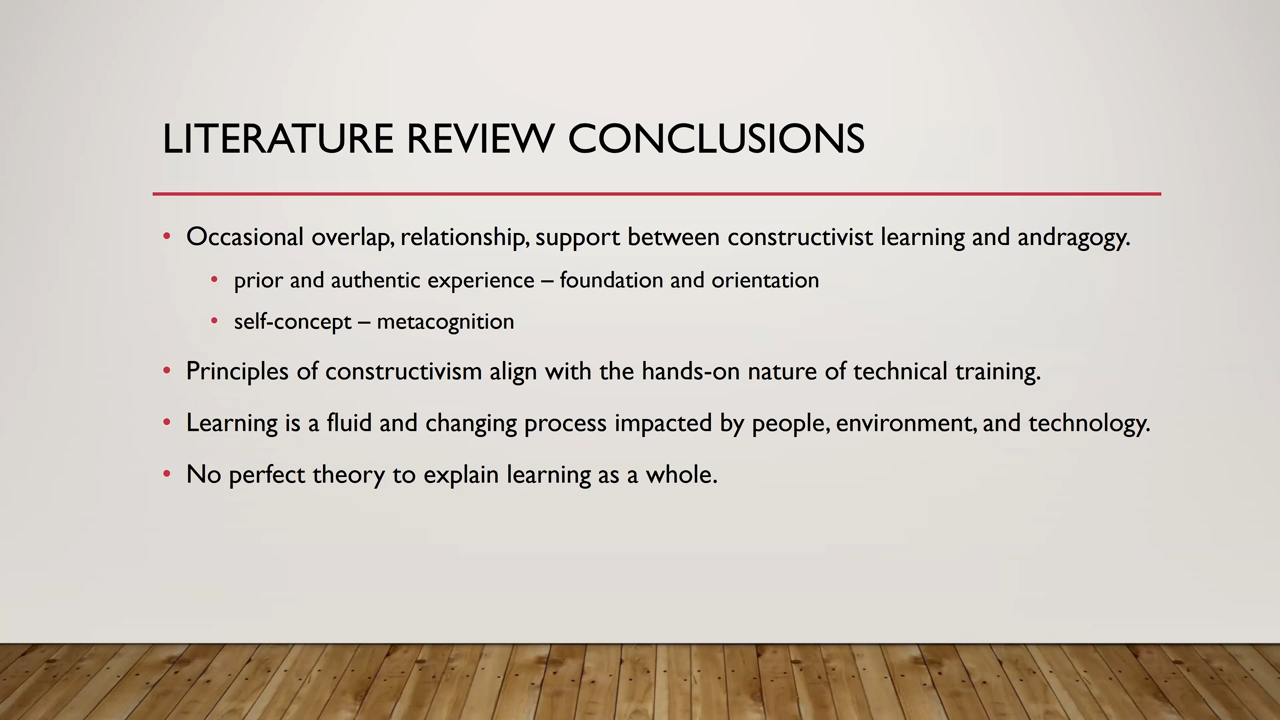 LITERATURE REVIEW CONCLUSIONS
• Occasional overlap, relationship, support between constructivist learning and andragogy.
• prior and authentic experience – foundation and orientation
• self-concept – metacognition
• Principles of constructivism align with the hands-on nature of technical training.
• Learning is a fluid and changing process impacted by people, environment, and technology.
• No perfect theory to explain learning as a whole.